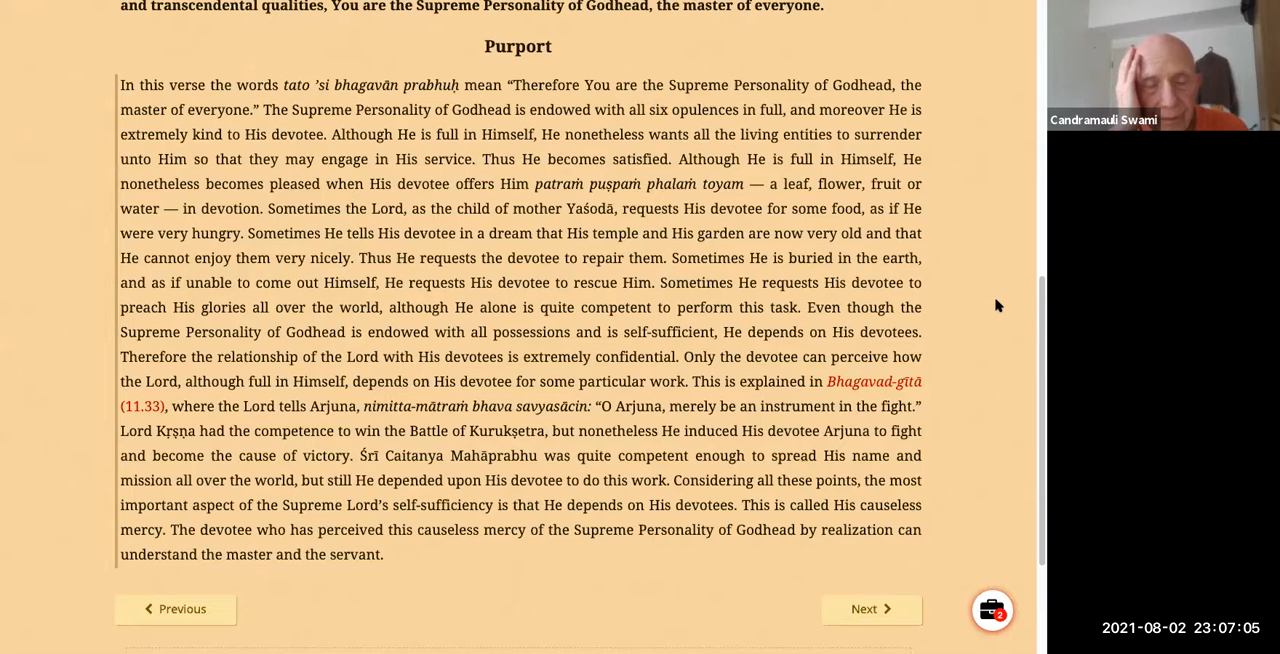 and transcendental qualities, You are the Supreme Personality of Godhead, the master of everyone.
Purport
In this verse the words tato ’si bhagavān prabhuḥ mean “Therefore You are the Supreme Personality of Godhead, the
master of everyone.” The Supreme Personality of Godhead is endowed with all six opulences in full, and moreover He is
extremely kind to His devotee. Although He is full in Himself, He nonetheless wants all the living entities to surrender
unto Him so that they may engage in His service. Thus He becomes satisfied. Although He is full in Himself, He
nonetheless becomes pleased when His devotee offers Him patraṁ puṣpaṁ phalaṁ toyam — a leaf, flower, fruit or
water — in devotion. Sometimes the Lord, as the child of mother Yaśodā, requests His devotee for some food, as if He
were very hungry. Sometimes He tells His devotee in a dream that His temple and His garden are now very old and that
He cannot enjoy them very nicely. Thus He requests the devotee to repair them. Sometimes He is buried in the earth,
and as if unable to come out Himself, He requests His devotee to rescue Him. Sometimes He requests His devotee to
preach His glories all over the world, although He alone is quite competent to perform this task. Even though the
Supreme Personality of Godhead is endowed with all possessions and is self-sufficient, He depends on His devotees.
Therefore the relationship of the Lord with His devotees is extremely confidential. Only the devotee can perceive how
the Lord, although full in Himself, depends on His devotee for some particular work. This is explained in Bhagavad-gītā
(11.33), where the Lord tells Arjuna, nimitta-mātraṁ bhava savyasācin: “O Arjuna, merely be an instrument in the fight.”
Lord Kṛṣṇa had the competence to win the Battle of Kurukṣetra, but nonetheless He induced His devotee Arjuna to fight
and become the cause of victory. Śrī Caitanya Mahāprabhu was quite competent enough to spread His name and
mission all over the world, but still He depended upon His devotee to do this work. Considering all these points, the most
important aspect of the Supreme Lord’s self-sufficiency is that He depends on His devotees. This is called His causeless
mercy. The devotee who has perceived this causeless mercy of the Supreme Personality of Godhead by realization can
understand the master and the servant.
Previous
Next
2
Candramauli Swami
2021-08-02 23:07:05